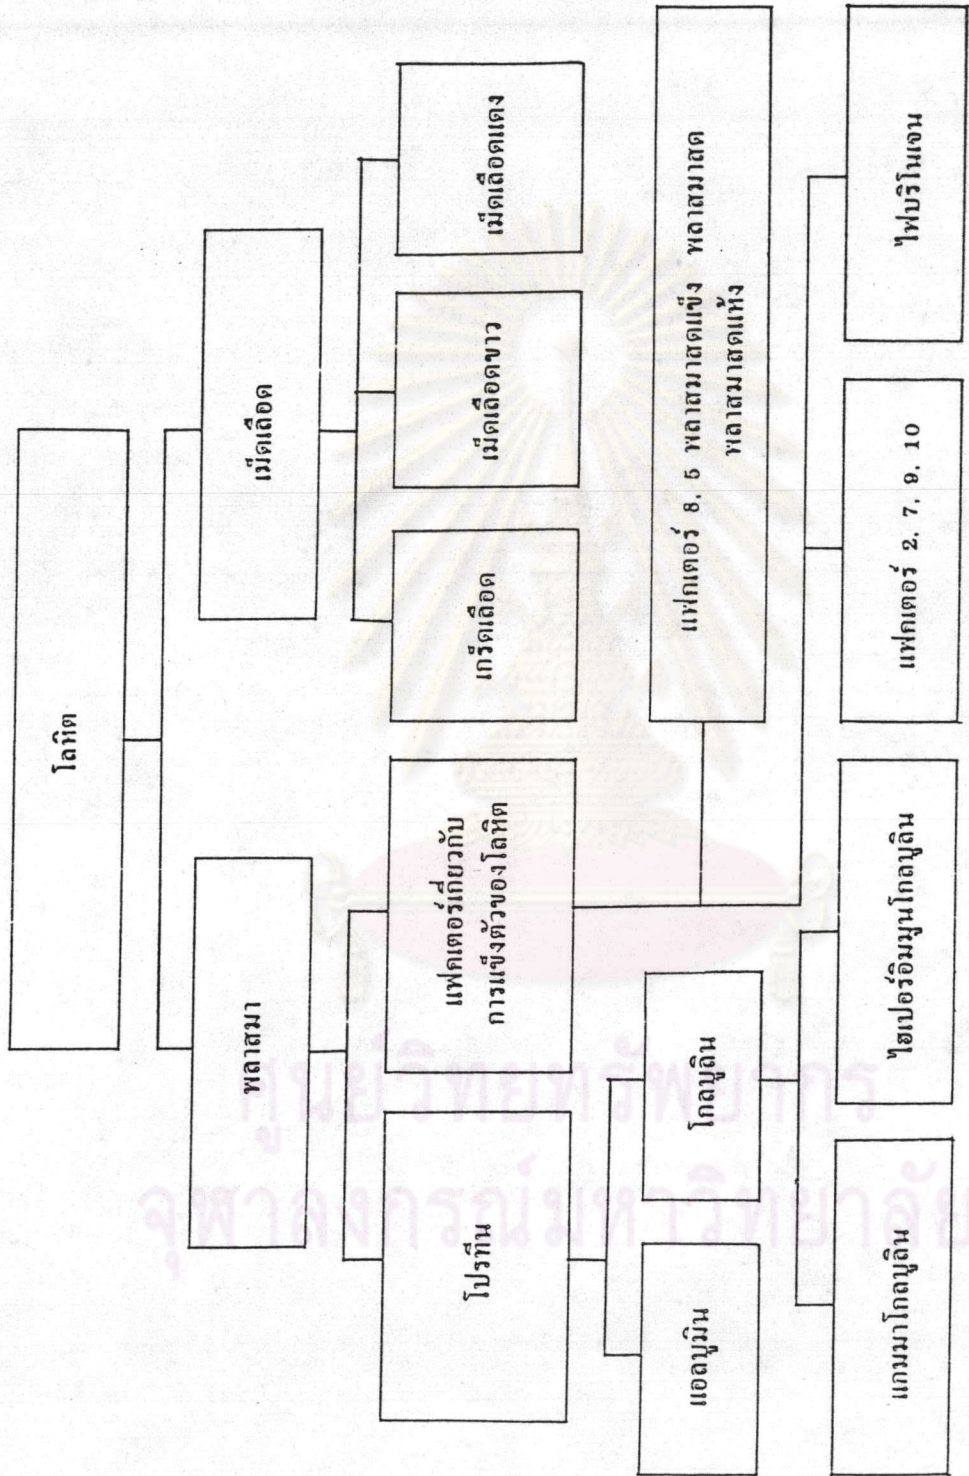 โลหิต
พลาสมา
เม็ดเลือด
โปรทีน
แฟคเตอร์เกี่ยวกับ
การแข็งตัวของโลหิต
เกร็ดเลือด
เม็ดเลือดขาว
เม็ดเลือดแดง
แอลบูมิน
โกลบูลิน
แฟกเตอร์ 8, 5 พลาสมาสดแข็ง พลาสมาสด
พลาสมาสดแห้ง
แกมมาโกลบูลิน
ไฮเปอร์อิมมูนโกลบูลิน
แฟคเตอร์ 2, 7, 9, 10
ไฟบริโนเจน
ศูนย์วิทยทรัพยากร
จุฬาลงกรณ์มหาวิทยาลัย